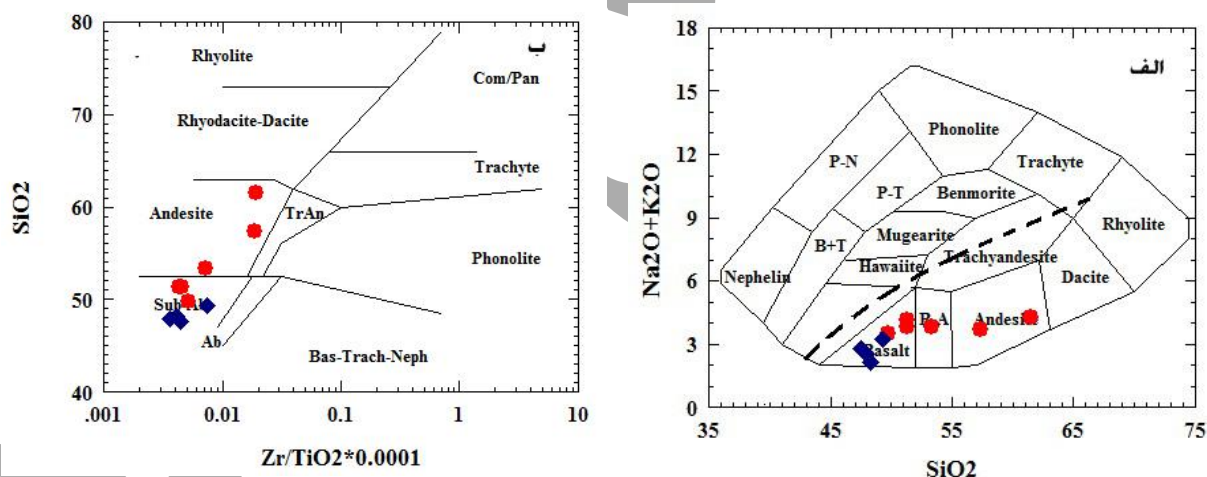 80
70
60
50
40
SiO2
.001
0.01
0.1
1
10
Zr/TiO2*0.0001
ب
Rhyolite
Com/Pan
Rhyodacite-Dacite
Trachyte
Andesite
TrAn
Phonolite
Sub-Ab
Ab
Bas-Trach-Neph
18
15
12
9
6
3
0
Na2O+K2O
35
45
55
65
75
SiO2
الف
Phonolite
P-N
Trachyte
P-T
Benmorite
Rhyolite
B+T
Mugearite
Nephelin
Hawaiite
Trachyandesite
Dacite
B-A
Andesite
Basalt